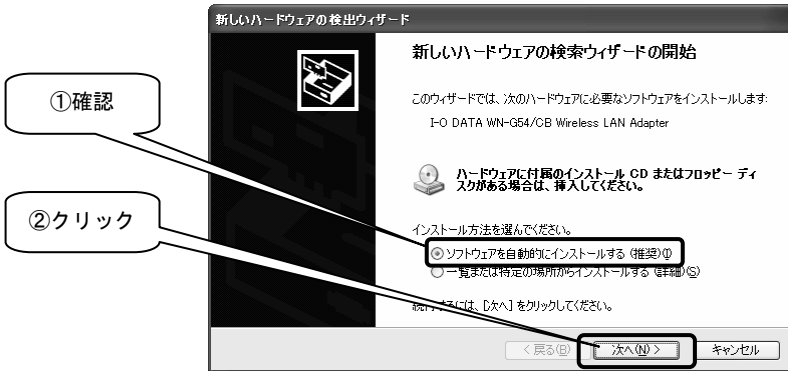 新しいハードウェアの検出ウィザード
新しいハードウェアの検索ウィザードの開始
①確認
このウィザードでは、次のハードウェアに必要なソフトウェアをインストールします:
I-O DATA WN-G54/CB Wireless LAN Adapter
ハードウェアに付属のインストール CD またはフロッピー ディ
スクがある場合は、挿入してください。
②クリック
インストール方法を選んでください。
ソフトウェアを自動的にインストールする (推奨)(I)
一覧または特定の場所からインストールする (詳細)(S)
続行するには、[次へ] をクリックしてください。
< 戻る(B)
次へ(N) >
キャンセル